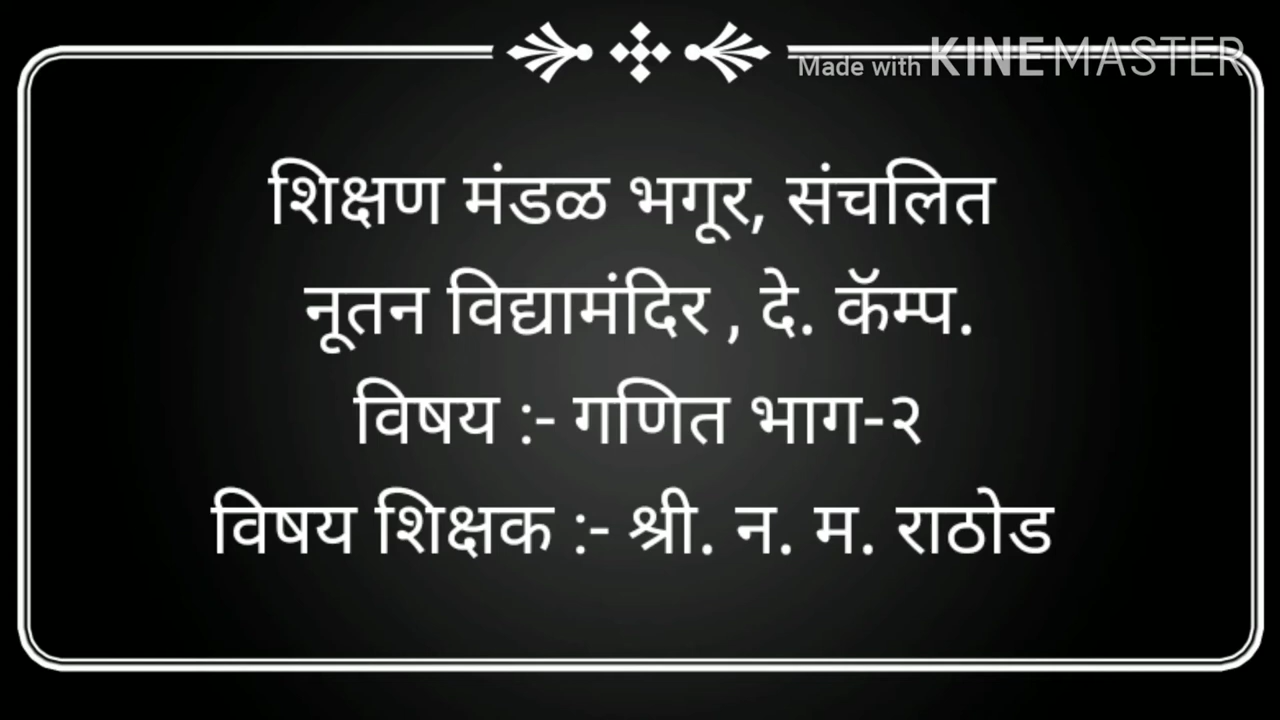 Made with KINEMASTER
शिक्षण मंडळ भगूर, संचलित
नूतन विद्यामंदिर , दे. कॅम्प.
विषय :- गणित भाग-२
विषय शिक्षक :- श्री. न. म. राठोड